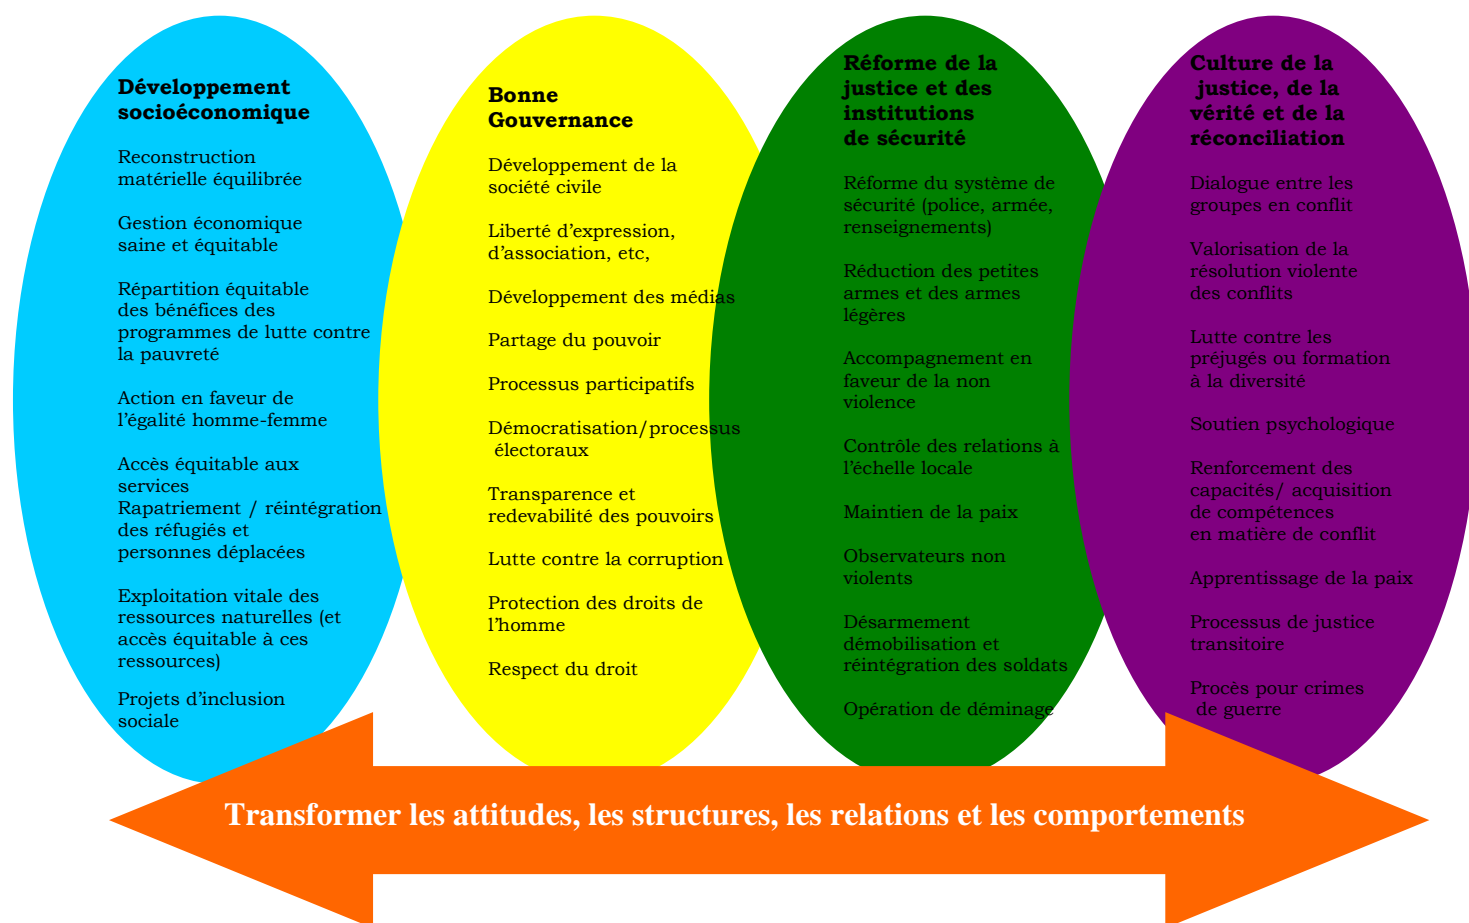 Développement
socioéconomique
Reconstruction
matérielle équilibrée
Gestion économique
saine et équitable
Répartition équitable
des bénéfices des
programmes de lutte contre
la pauvreté
Action en faveur de
l’égalité homme-femme
Accès équitable aux
services
Rapatriement / réintégration
des réfugiés et
personnes déplacées
Exploitation vitale des
ressources naturelles (et
accès équitable à ces
ressources)
Projets d’inclusion
sociale
Bonne
Gouvernance
Développement de la
société civile
Liberté d’expression,
d’association, etc,
Développement des médias
Partage du pouvoir
Processus participatifs
Démocratisation/processus
électoraux
Transparence et
redevabilité des pouvoirs
Lutte contre la corruption
Protection des droits de
l’homme
Respect du droit
Réforme de la
justice et des
institutions
de sécurité
Réforme du système de
sécurité (police, armée,
renseignements)
Réduction des petites
armes et des armes
légères
Accompagnement en
faveur de la non
violence
Contrôle des relations à
l’échelle locale
Maintien de la paix
Observateurs non
violents
Désarmement
démobilisation et
réintégration des soldats
Opération de déminage
Culture de la
justice, de la
vérité et de la
réconciliation
Dialogue entre les
groupes en conflit
Valorisation de la
résolution violente
des conflits
Lutte contre les
préjugés ou formation
à la diversité
Soutien psychologique
Renforcement des
capacités/ acquisition
de compétences
en matière de conflit
Apprentissage de la paix
Processus de justice
transitoire
Procès pour crimes
de guerre
Transformer les attitudes, les structures, les relations et les comportements